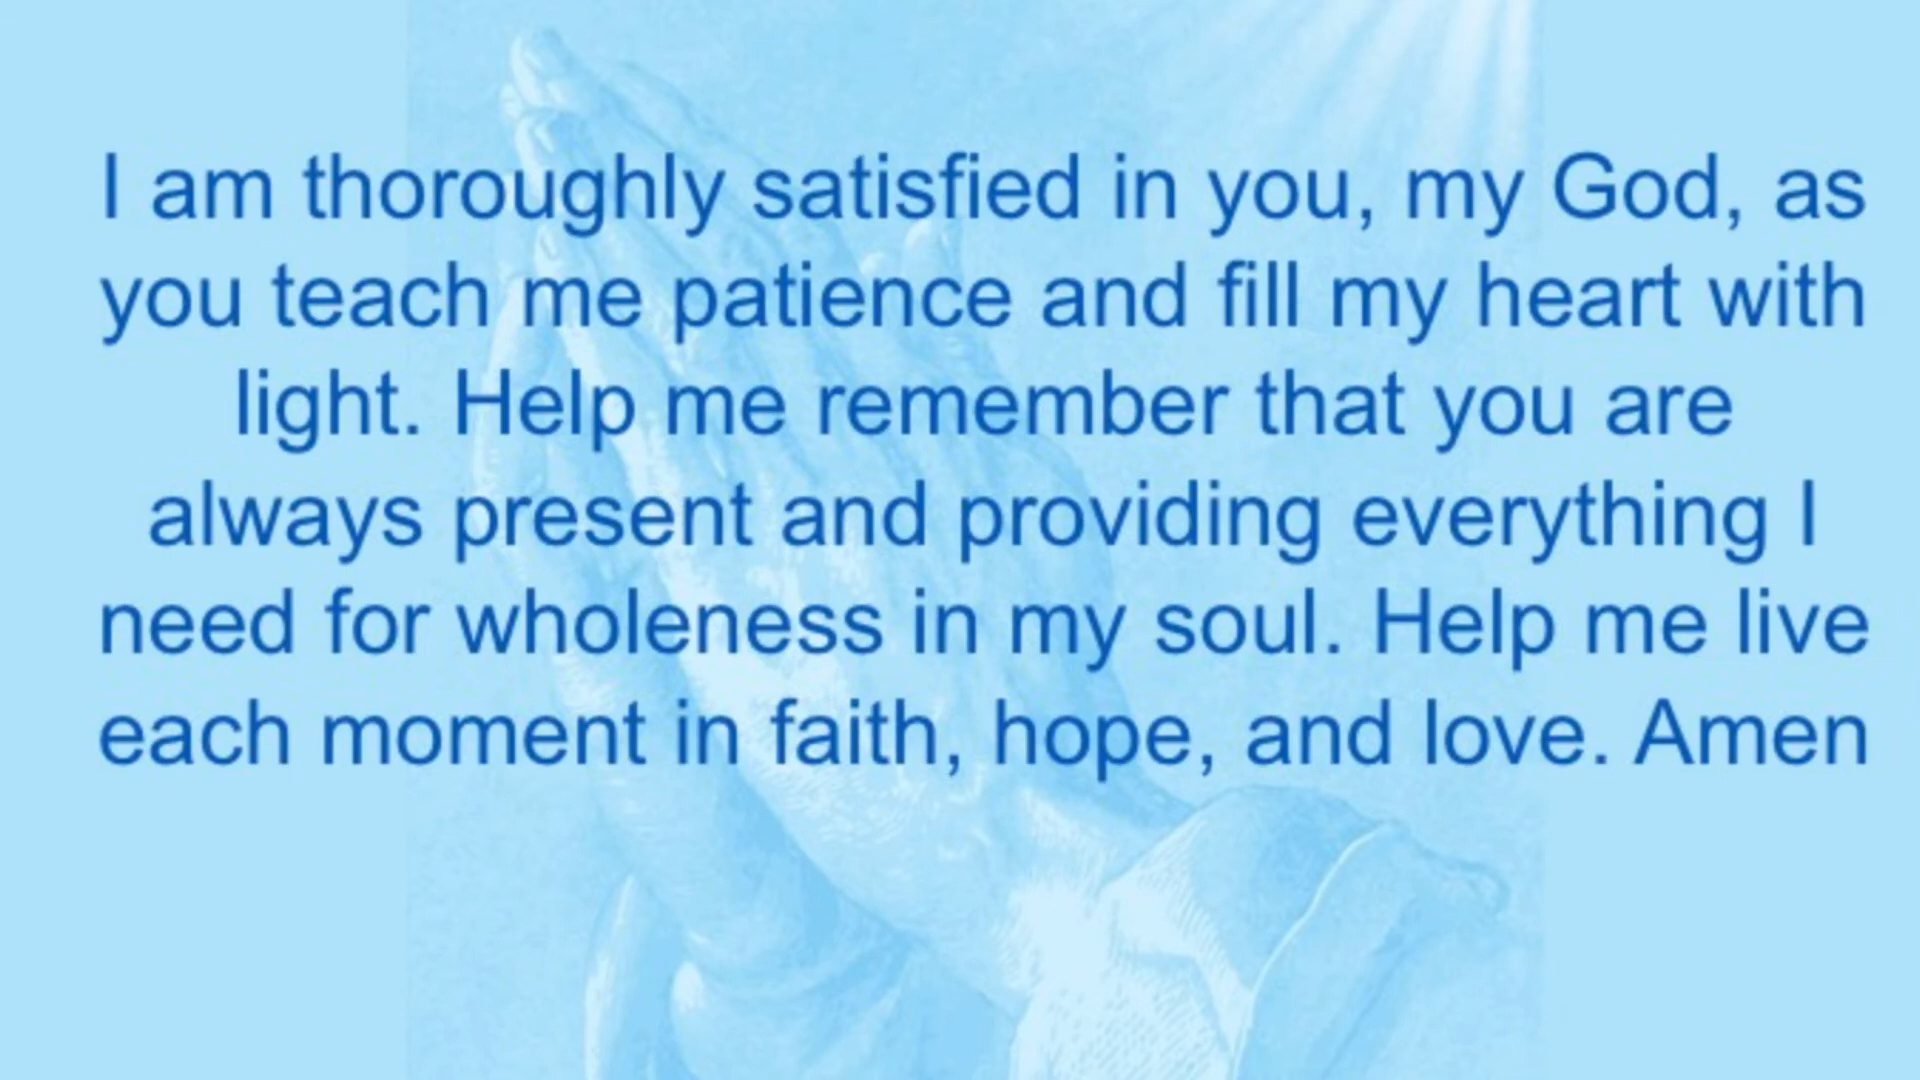 I am thoroughly satisfied in you, my God, as
you teach me patience and fill my heart with
light. Help me remember that you are
always present and providing everything I
need for wholeness in my soul. Help me live
each moment in faith, hope, and love. Amen